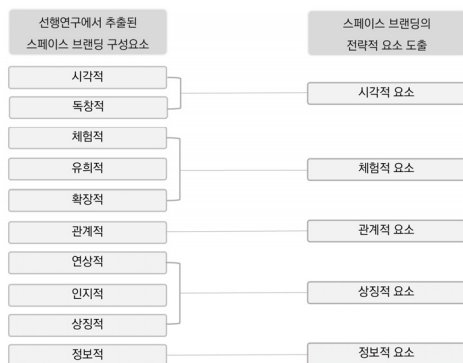 선행연구에서 추출된
스페이스 브랜딩 구성요소
스페이스 브랜딩의
전략적 요소 도출
시각적
독창적
체험적
유희적
확장적
관계적
연상적
인지적
상징적
정보적
시각적 요소
체험적 요소
관계적 요소
상징적 요소
정보적 요소